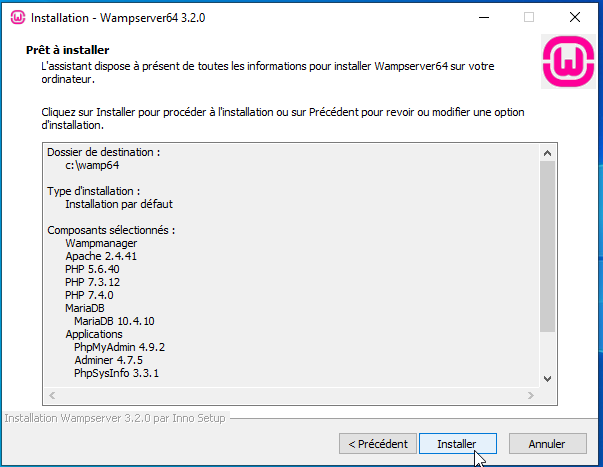 Installation - Wampserver64 3.2.0
Prêt à installer
L'assistant dispose à présent de toutes les informations pour installer Wampserver64 sur votre
ordinateur.
Cliquez sur Installer pour procéder à l'installation ou sur Précédent pour revoir ou modifier une option
d'installation.
Dossier de destination :
c:\wamp64
Type d'installation :
Installation par défaut
Composants sélectionnés :
Wampmanager
Apache 2.4.41
PHP 5.6.40
PHP 7.3.12
PHP 7.4.0
MariaDB
MariaDB 10.4.10
Applications
PhpMyAdmin 4.9.2
Adminer 4.7.5
PhpSysInfo 3.3.1
Installation Wampserver 3.2.0 par Inno Setup
< Précédent
Installer
Annuler